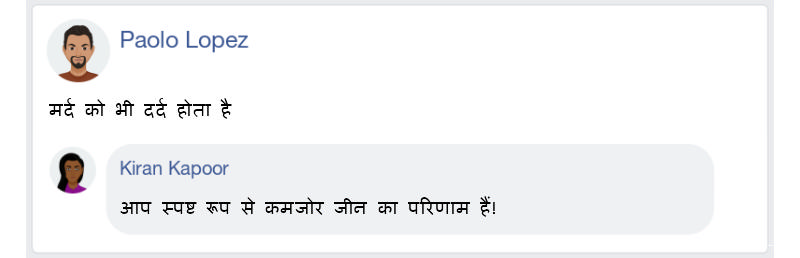 Paolo Lopez
मर्द को भी दर्द होता है
Kiran Kapoor
आप स्पष्ट रूप से कमजोर जीन का परिणाम हैं!